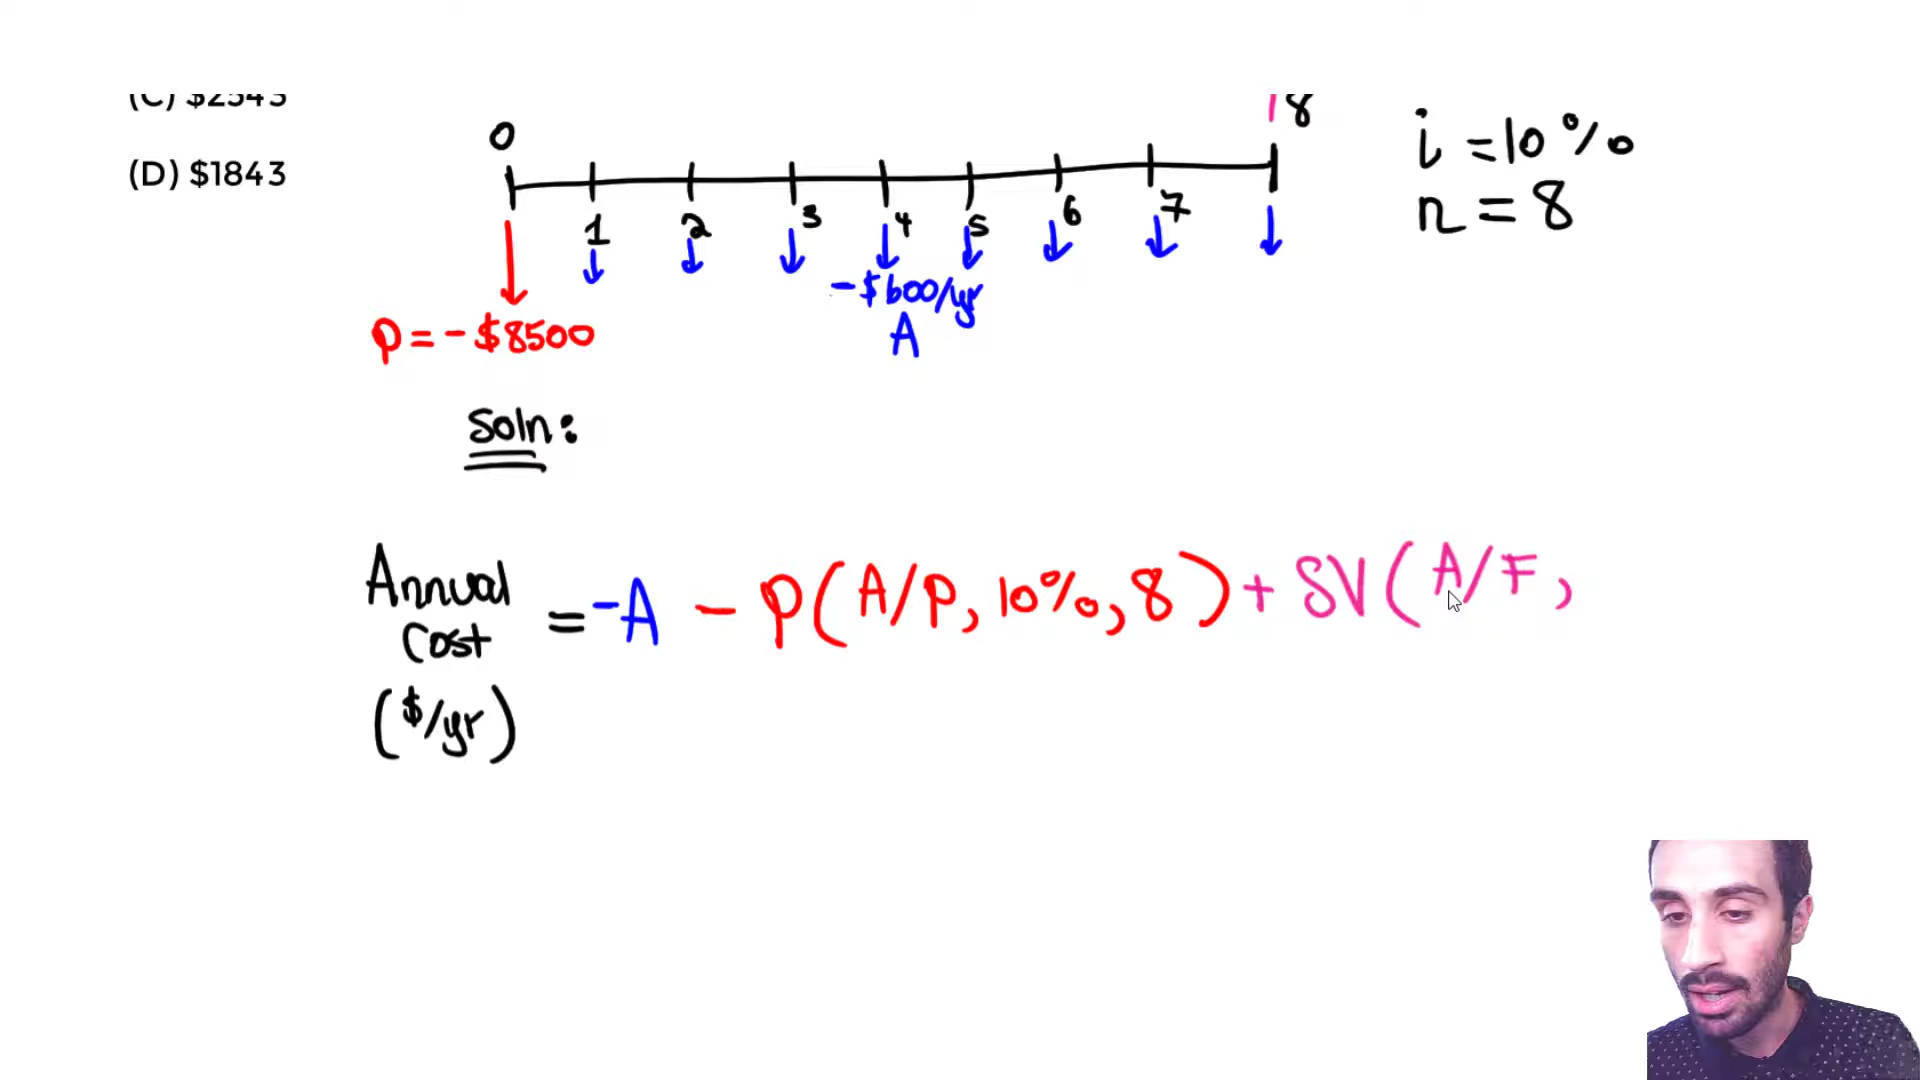 (C) $2543
(D) $1843
0 1 2 3 4 5 6 7 8
i = 10%
n = 8
P = - $8500
- $600/yr
A
Soln:
Annual Cost ($/yr) = -A - P(A/P, 10%, 8) + SV(A/F,